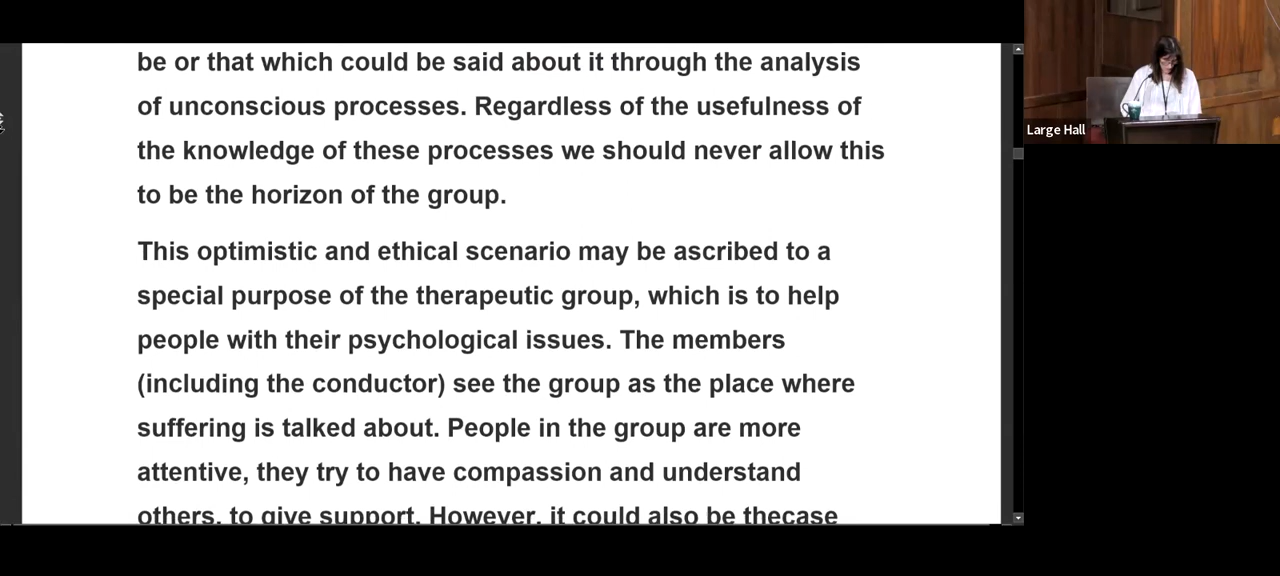 be or that which could be said about it through the analysis
of unconscious processes. Regardless of the usefulness of
the knowledge of these processes we should never allow this
to be the horizon of the group.
This optimistic and ethical scenario may be ascribed to a
special purpose of the therapeutic group, which is to help
people with their psychological issues. The members
(including the conductor) see the group as the place where
suffering is talked about. People in the group are more
attentive, they try to have compassion and understand
others, to give support. However, it could also be thecase
Large Hall